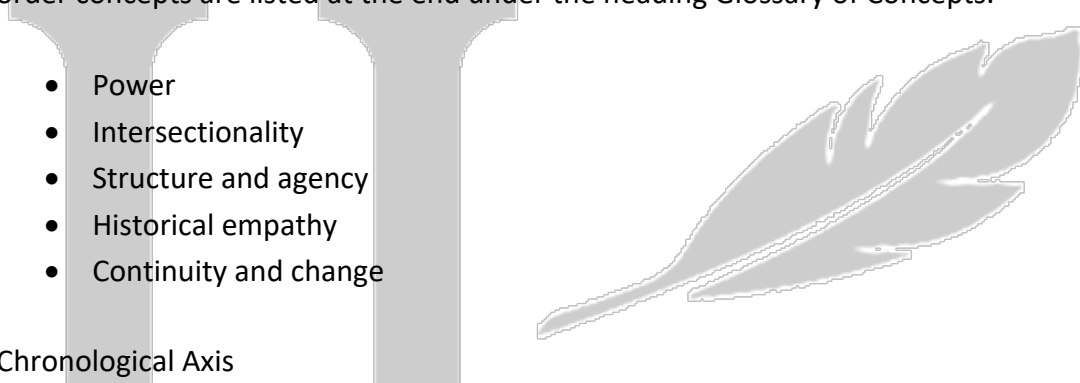 order concepts are listed at the end under the heading Glossary of Concepts.
• Power
• Intersectionality
• Structure and agency
• Historical empathy
• Continuity and change
Chronological Axis